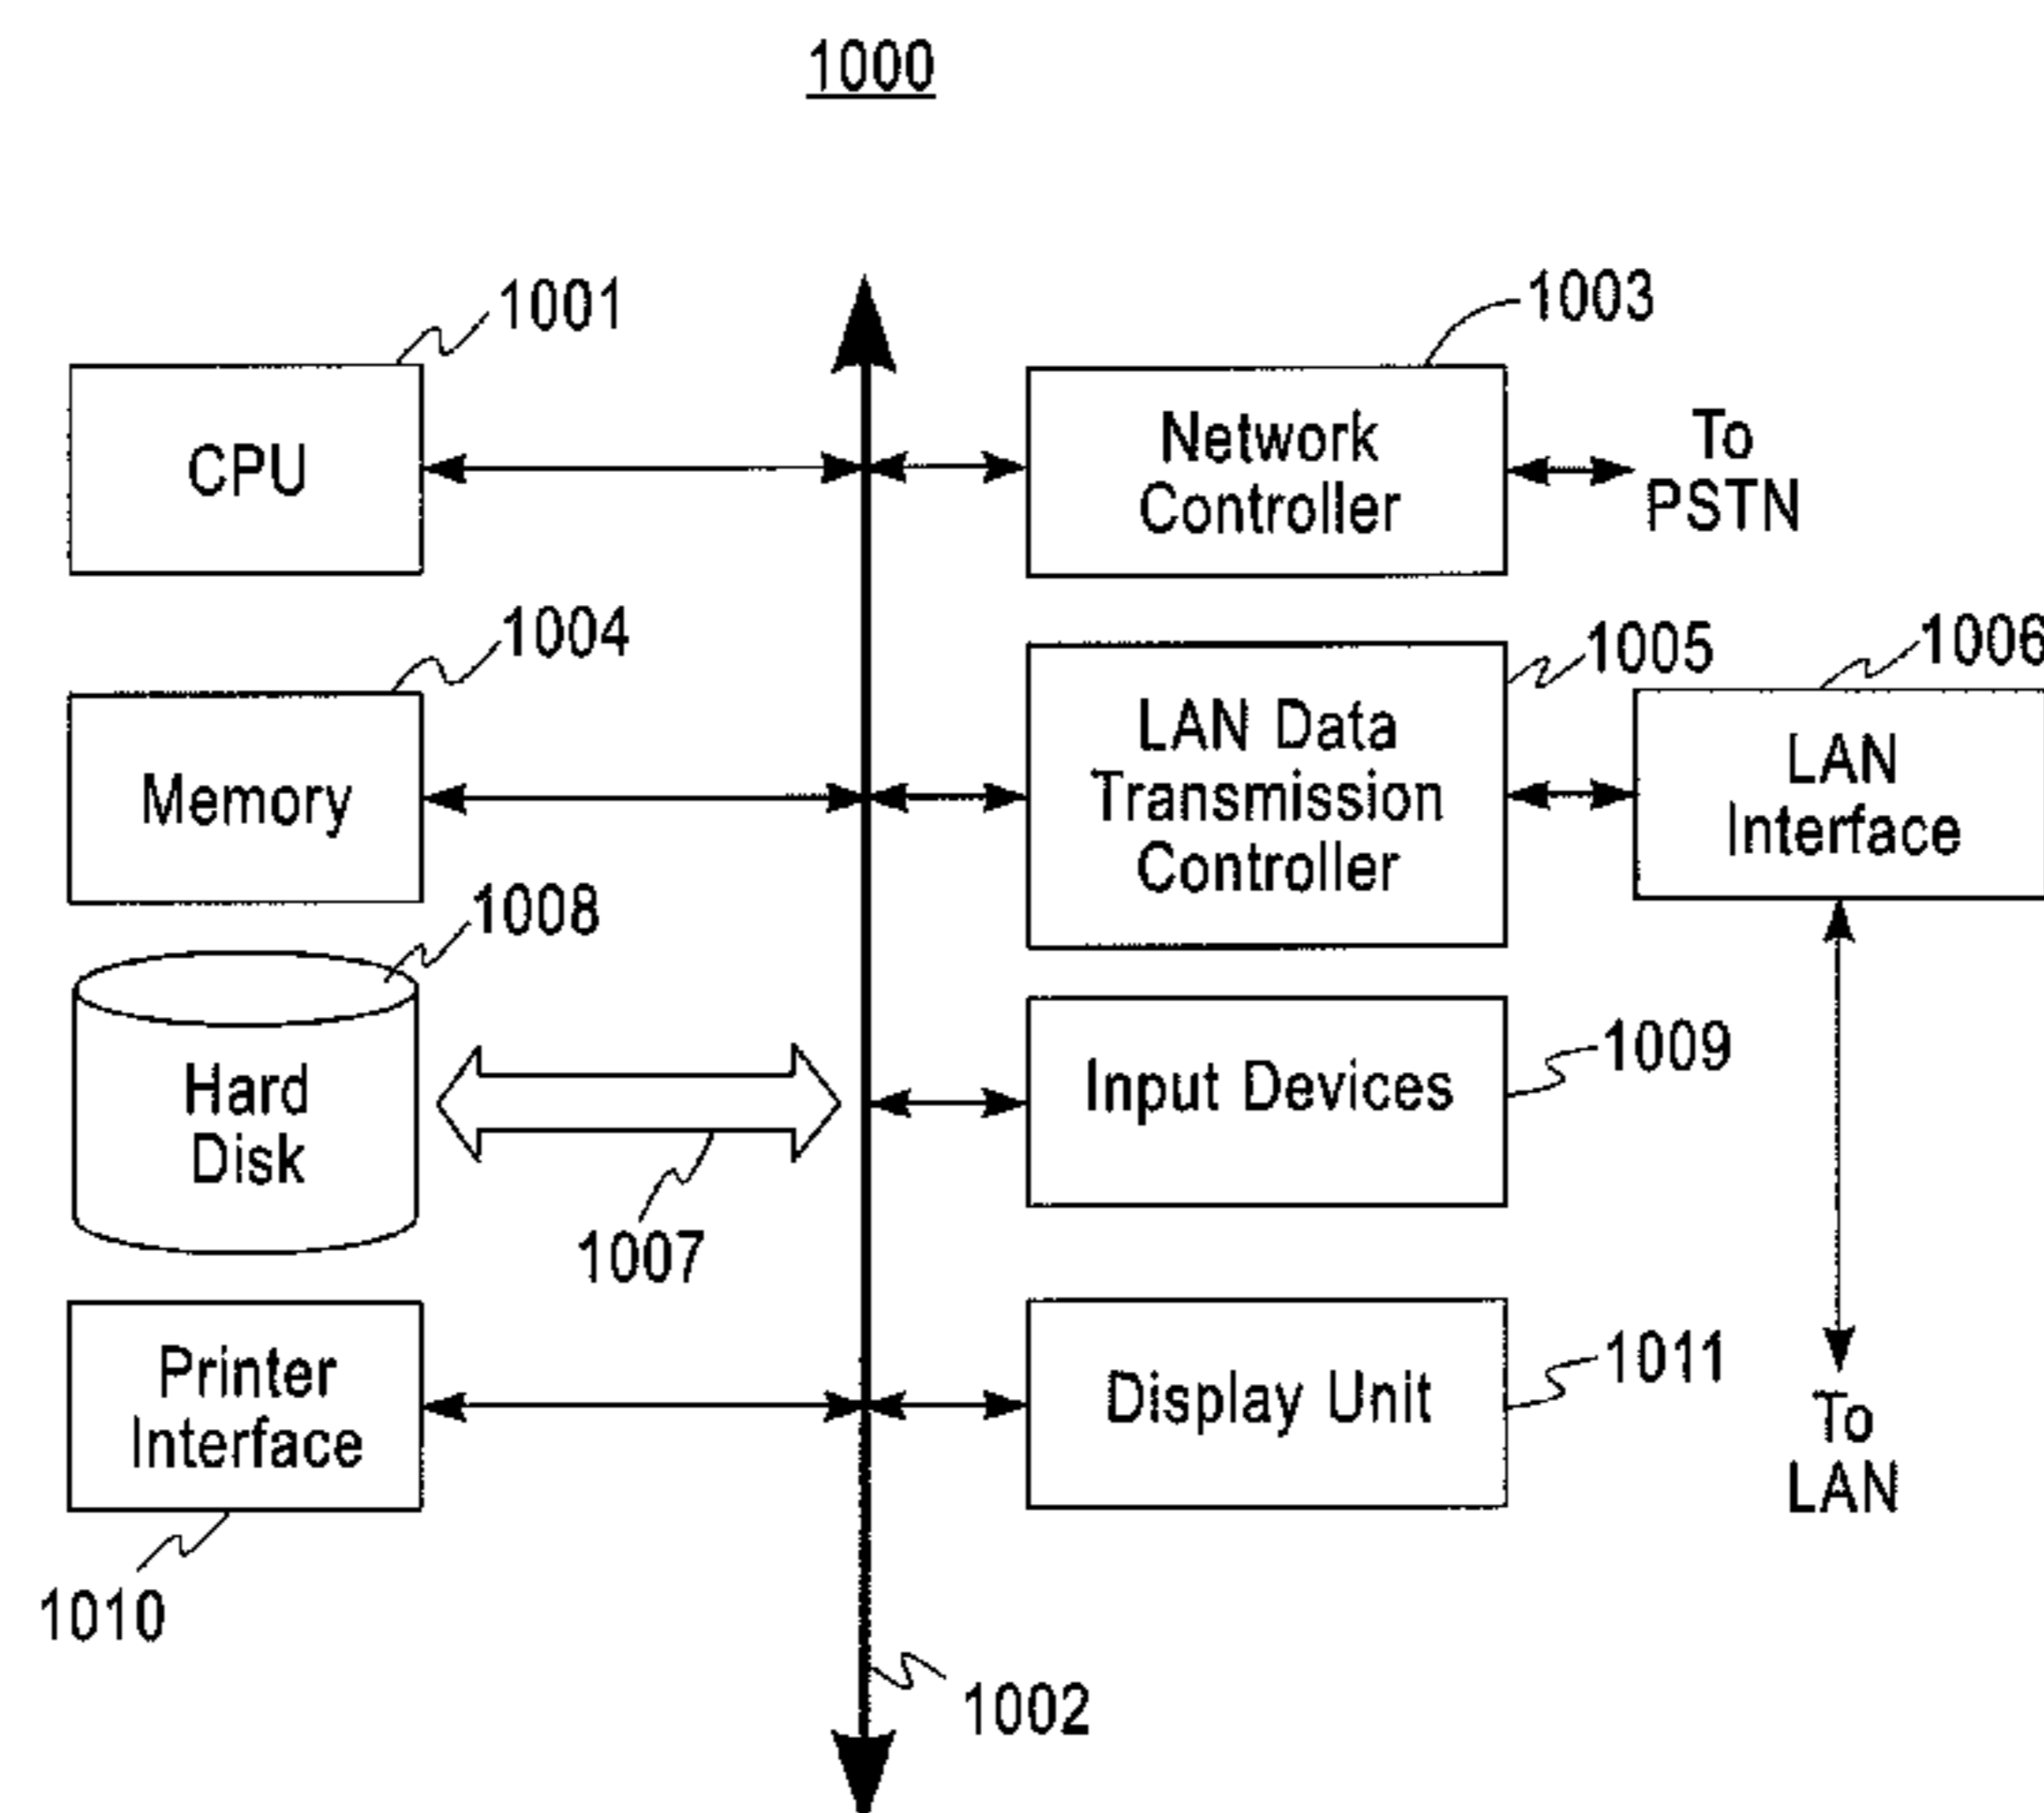 1000
1001
1003
CPU
Network
Controller
To
PSTN
1004
1005
1006
Memory
LAN Data
Transmission
Controller
LAN
Interface
1008
Hard
Disk
1007
Input Devices
1009
Printer
Interface
1010
Display Unit
1011
To
LAN
1002